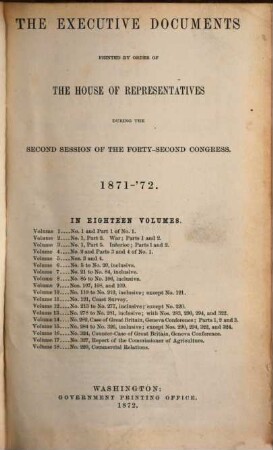 THE EXECUTIVE DOCUMENTS
PRINTED BY ORDER OF
THE HOUSE OF REPRESENTATIVES
DURING THE
SECOND SESSION OF THE FORTY-SECOND CONGRESS.
1871-'72.
IN EIGHTEEN VOLUMES.
Volume 1....No. 1 and Part 1 of No. 1.
Volume 2....No. 1, Part 2. War; Parts 1 and 2.
Volume 3....No. 1, Part 5. Interior; Parts 1 and 2.
Volume 4....No. 2 and Parts 3 and 4 of No. 1.
Volume 5....Nos. 3 and 4.
Volume 6....No. 5 to No. 20, inclusive.
Volume 7....No. 21 to No. 84, inclusive.
Volume 8....No. 85 to No. 186, inclusive.
Volume 9....Nos. 187, 188, and 189.
Volume 10....No. 119 to No. 212, inclusive; except No. 121.
Volume 11....No. 121, Coast Survey.
Volume 12....No. 213 to No. 277, inclusive; except No. 220.
Volume 13....No. 278 to No. 281, inclusive; with Nos. 293, 290, 294, and 322.
Volume 14....No. 282, Case of Great Britain, Geneva Conference; Parts 1, 2 and 3.
Volume 15....No. 284 to No. 325, inclusive; except Nos. 290, 294, 322, and 324.
Volume 16....No. 324, Counter-Case of Great Britain, Geneva Conference.
Volume 17....No. 327, Report of the Commissioner of Agriculture.
Volume 18....No. 220, Commercial Relations.
WASHINGTON:
GOVERNMENT PRINTING OFFICE.
1872.